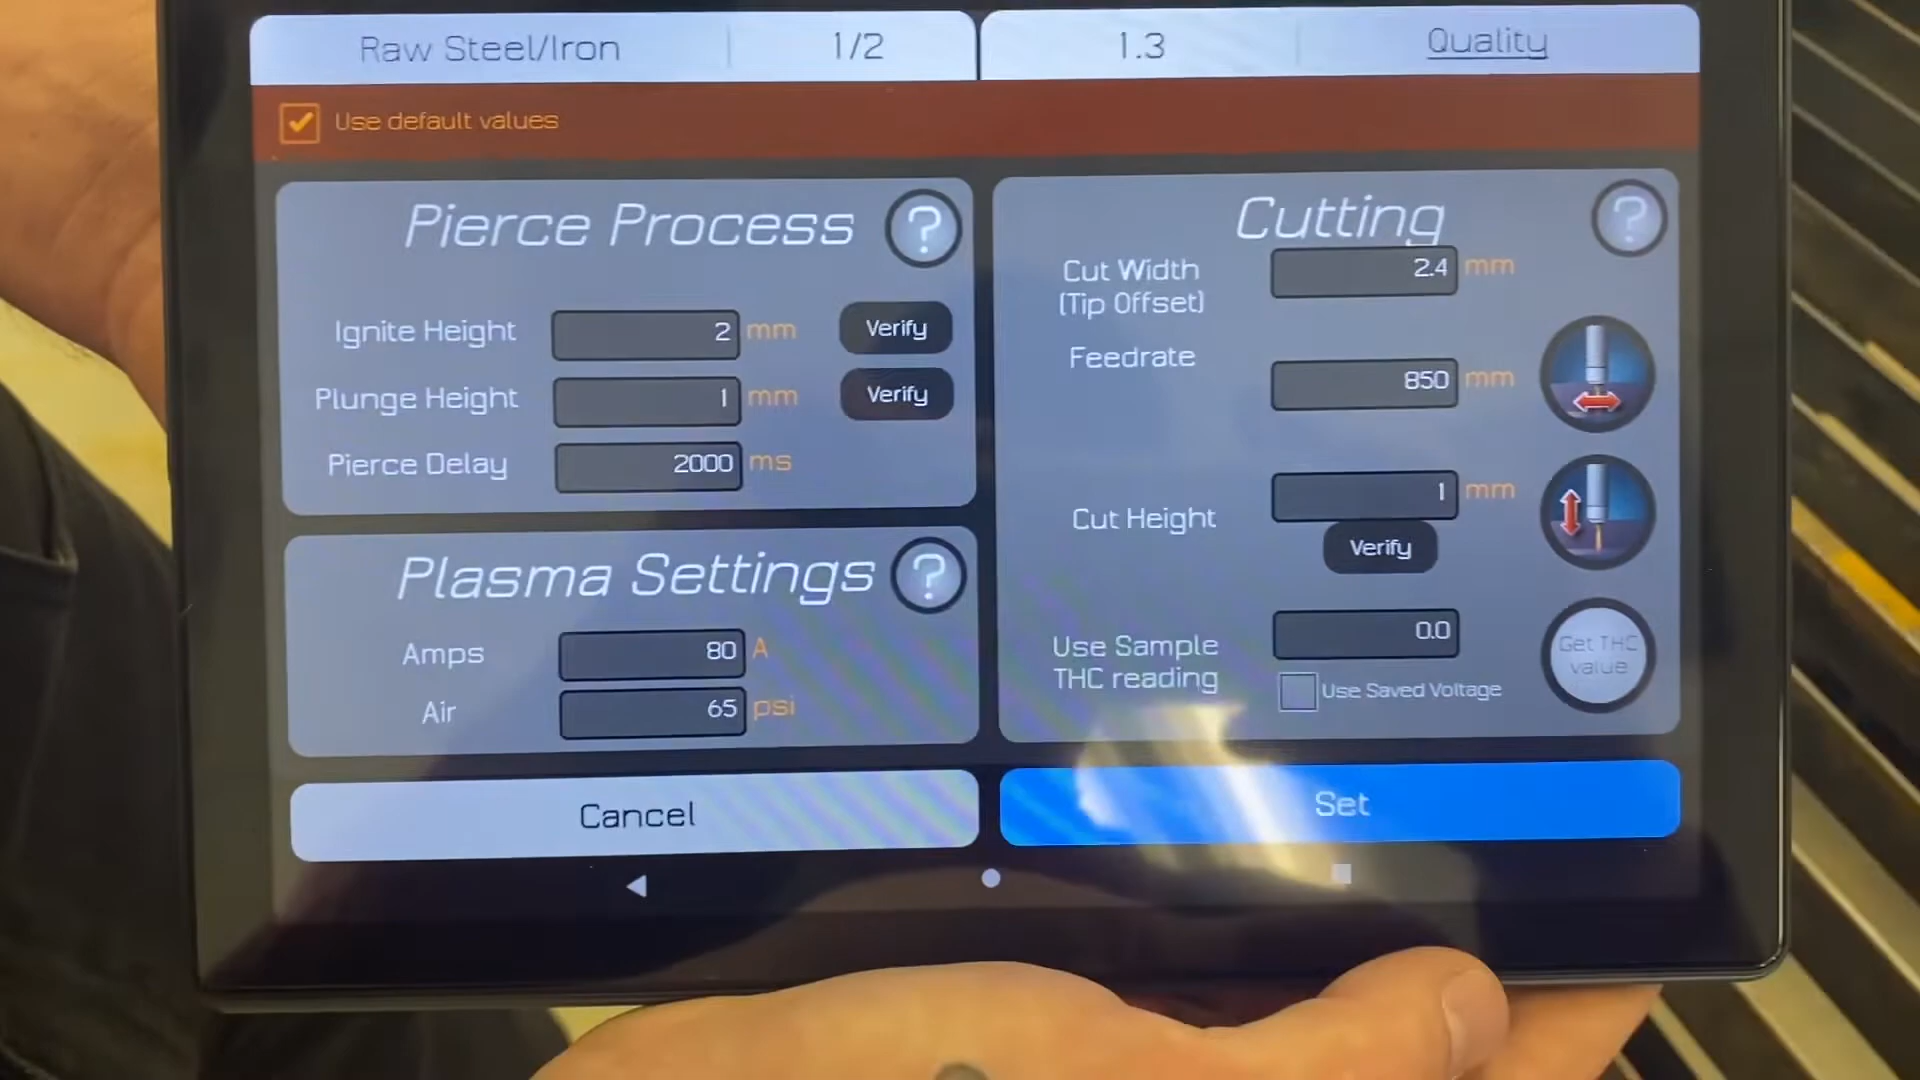 Raw Steel/Iron 1/2 1.3 Quality
Use default values
Pierce Process ?
Ignite Height 2 mm Verify
Plunge Height 1 mm Verify
Pierce Delay 2000 ms
Plasma Settings ?
Amps 80 A
Air 65 psi
Cutting ?
Cut Width
(Tip Offset) 2.4 mm
Feedrate 850 mm
Cut Height 1 mm
Verify
Use Sample
THC reading 0.0
Use Saved Voltage
Get THC
value
Cancel Set